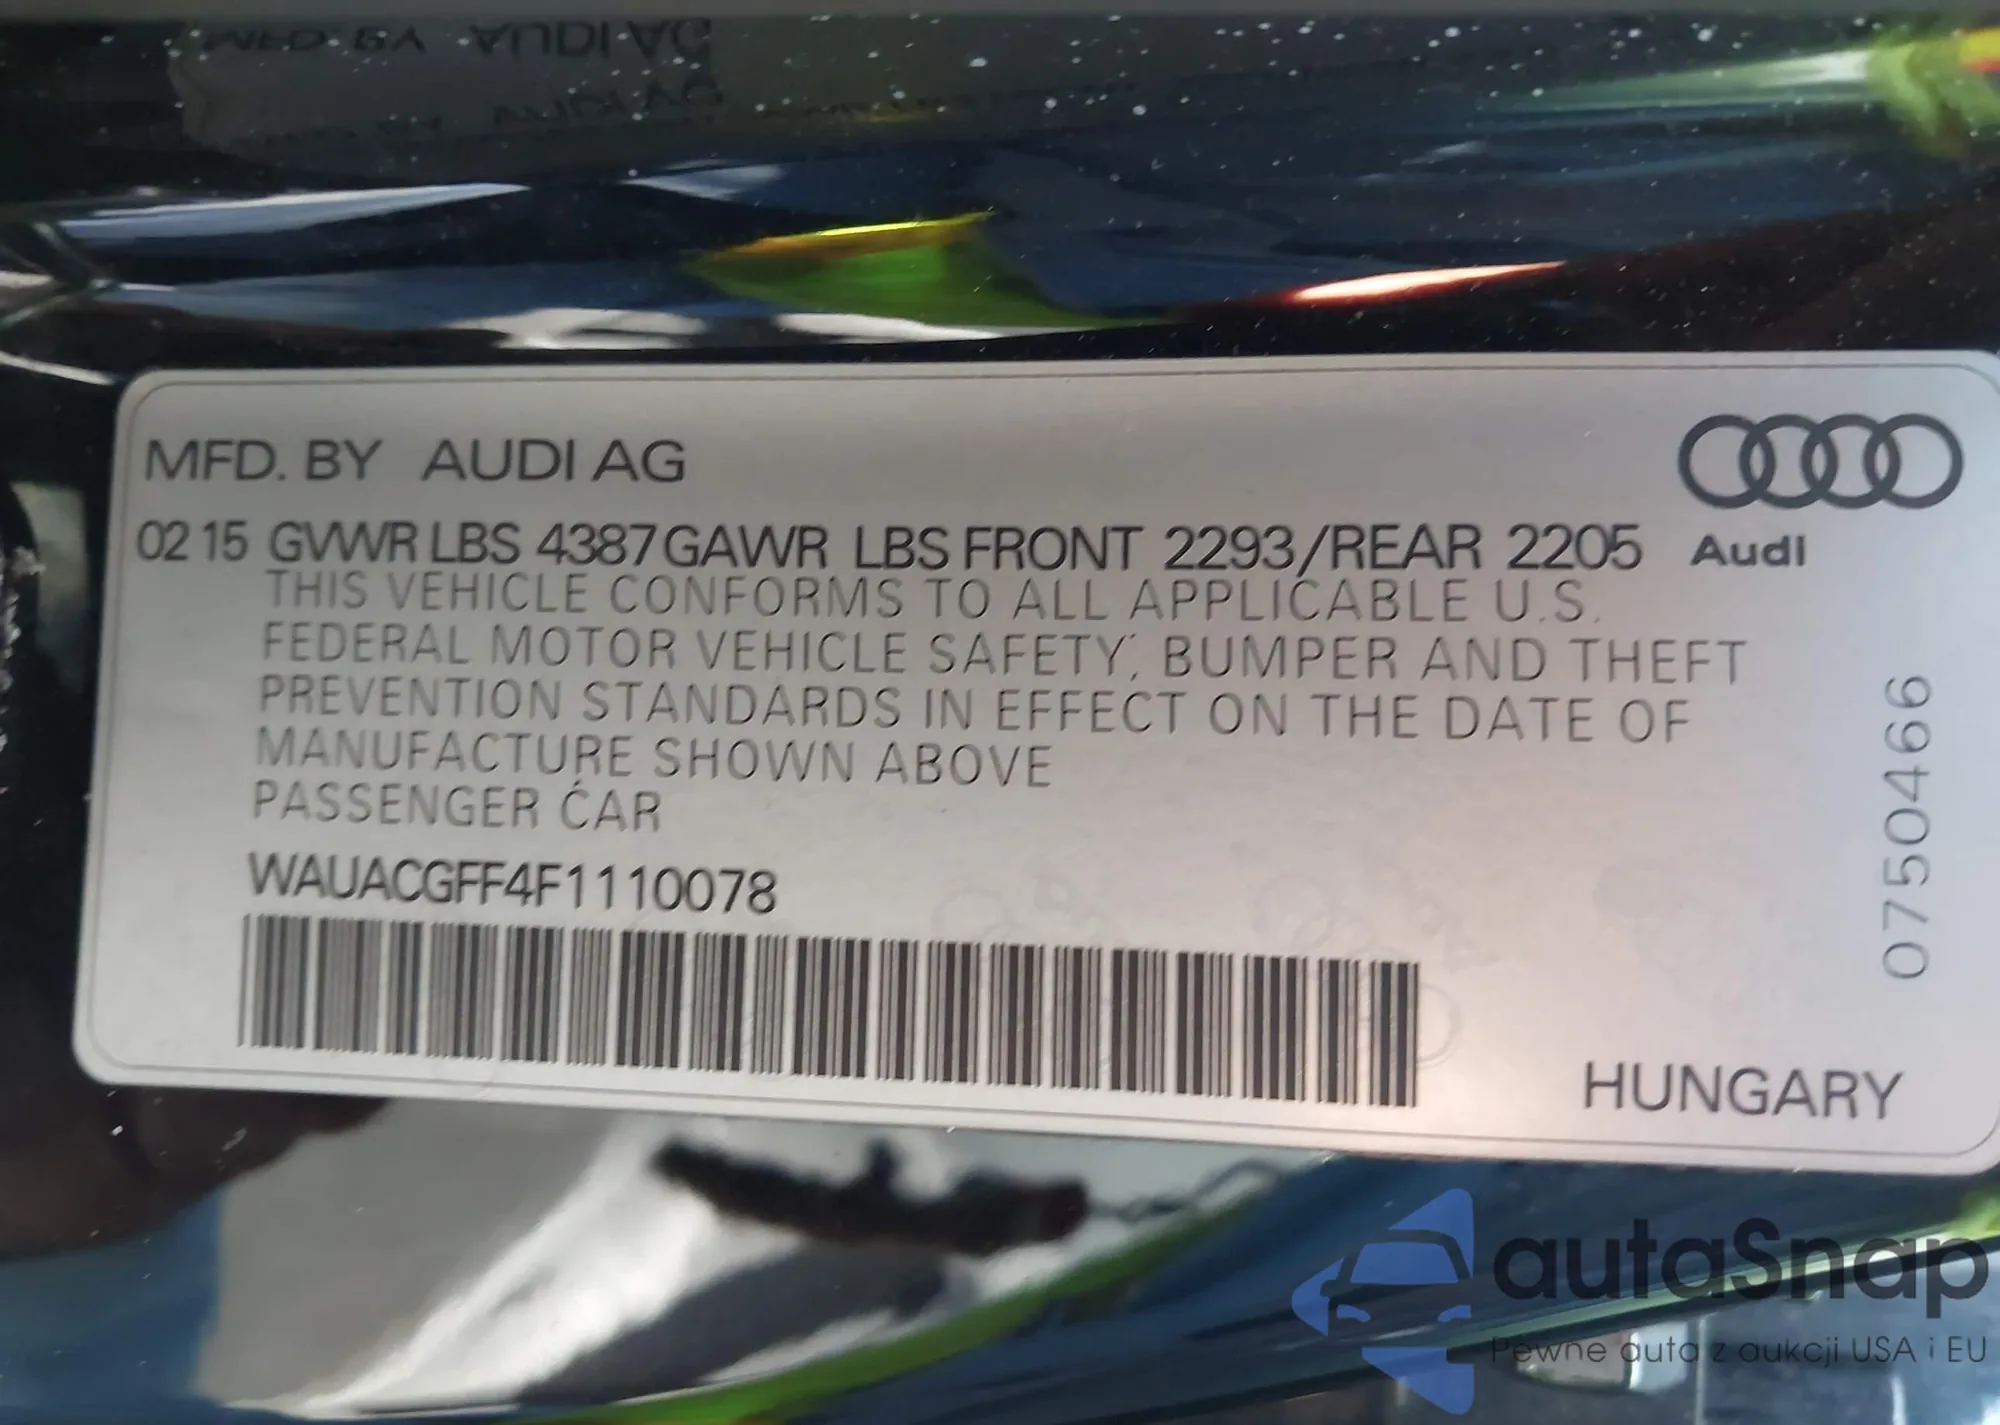 MFD. BY AUDI AG
02 15 GVWR LBS 4387 GAWR LBS FRONT 2293/REAR 2205
Audi
THIS VEHICLE CONFORMS TO ALL APPLICABLE U.S.
FEDERAL MOTOR VEHICLE SAFETY, BUMPER AND THEFT
PREVENTION STANDARDS IN EFFECT ON THE DATE OF
MANUFACTURE SHOWN ABOVE
PASSENGER CAR
WAUACGFF4F1110078
0750466
HUNGARY
autaSnap
Pewne auta z aukcji USA i EU